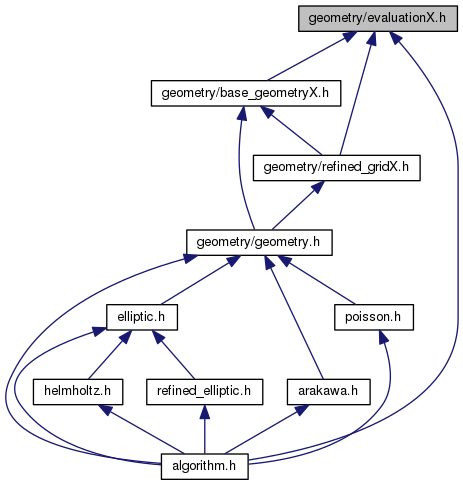 geometry/evaluationX.h
geometry/base_geometryX.h
geometry/refined_gridX.h
geometry/geometry.h
elliptic.h
poisson.h
helmholtz.h
refined_elliptic.h
arakawa.h
algorithm.h